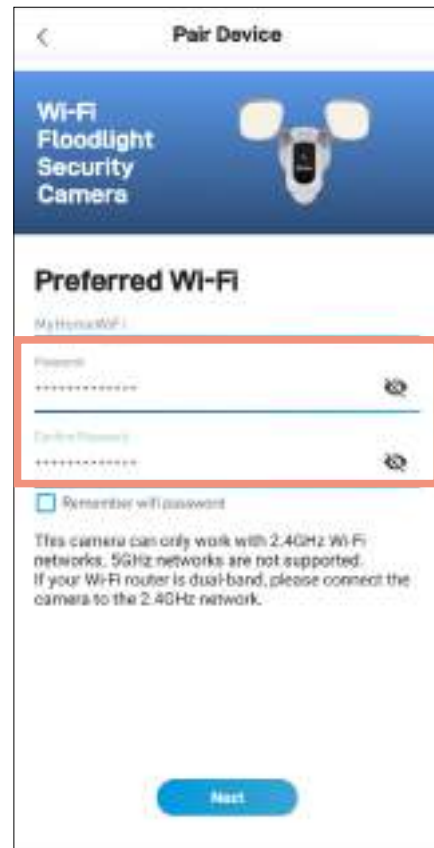 Pair Device
Wi-Fi
Floodlight
Security
Camera
Preferred Wi-Fi
MyHomeWiFi
Password
•••••••••••••
Confirm Password
•••••••••••••
Remember wifi password
This camera can only work with 2.4GHz Wi-Fi
networks. 5GHz networks are not supported.
If your Wi-Fi router is dual-band, please connect the
camera to the 2.4GHz network.
Next